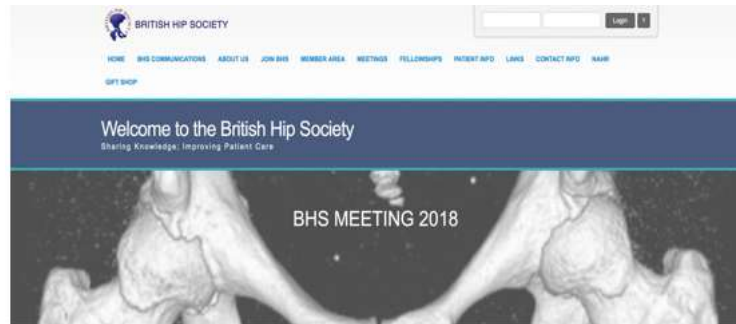 BRITISH HIP SOCIETY
Login
HOME BHS COMMUNICATIONS ABOUT US JOIN BHS MEMBER AREA MEETINGS FELLOWSHIPS PATIENT INFO LINKS CONTACT INFO NAHR
GIFT SHOP
Welcome to the British Hip Society
Sharing Knowledge; Improving Patient Care
BHS MEETING 2018